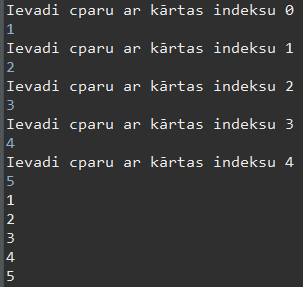 Ievadi cparu ar kārtas indeksu 0
1
Ievadi cparu ar kārtas indeksu 1
2
Ievadi cparu ar kārtas indeksu 2
3
Ievadi cparu ar kārtas indeksu 3
4
Ievadi cparu ar kārtas indeksu 4
5
1
2
3
4
5